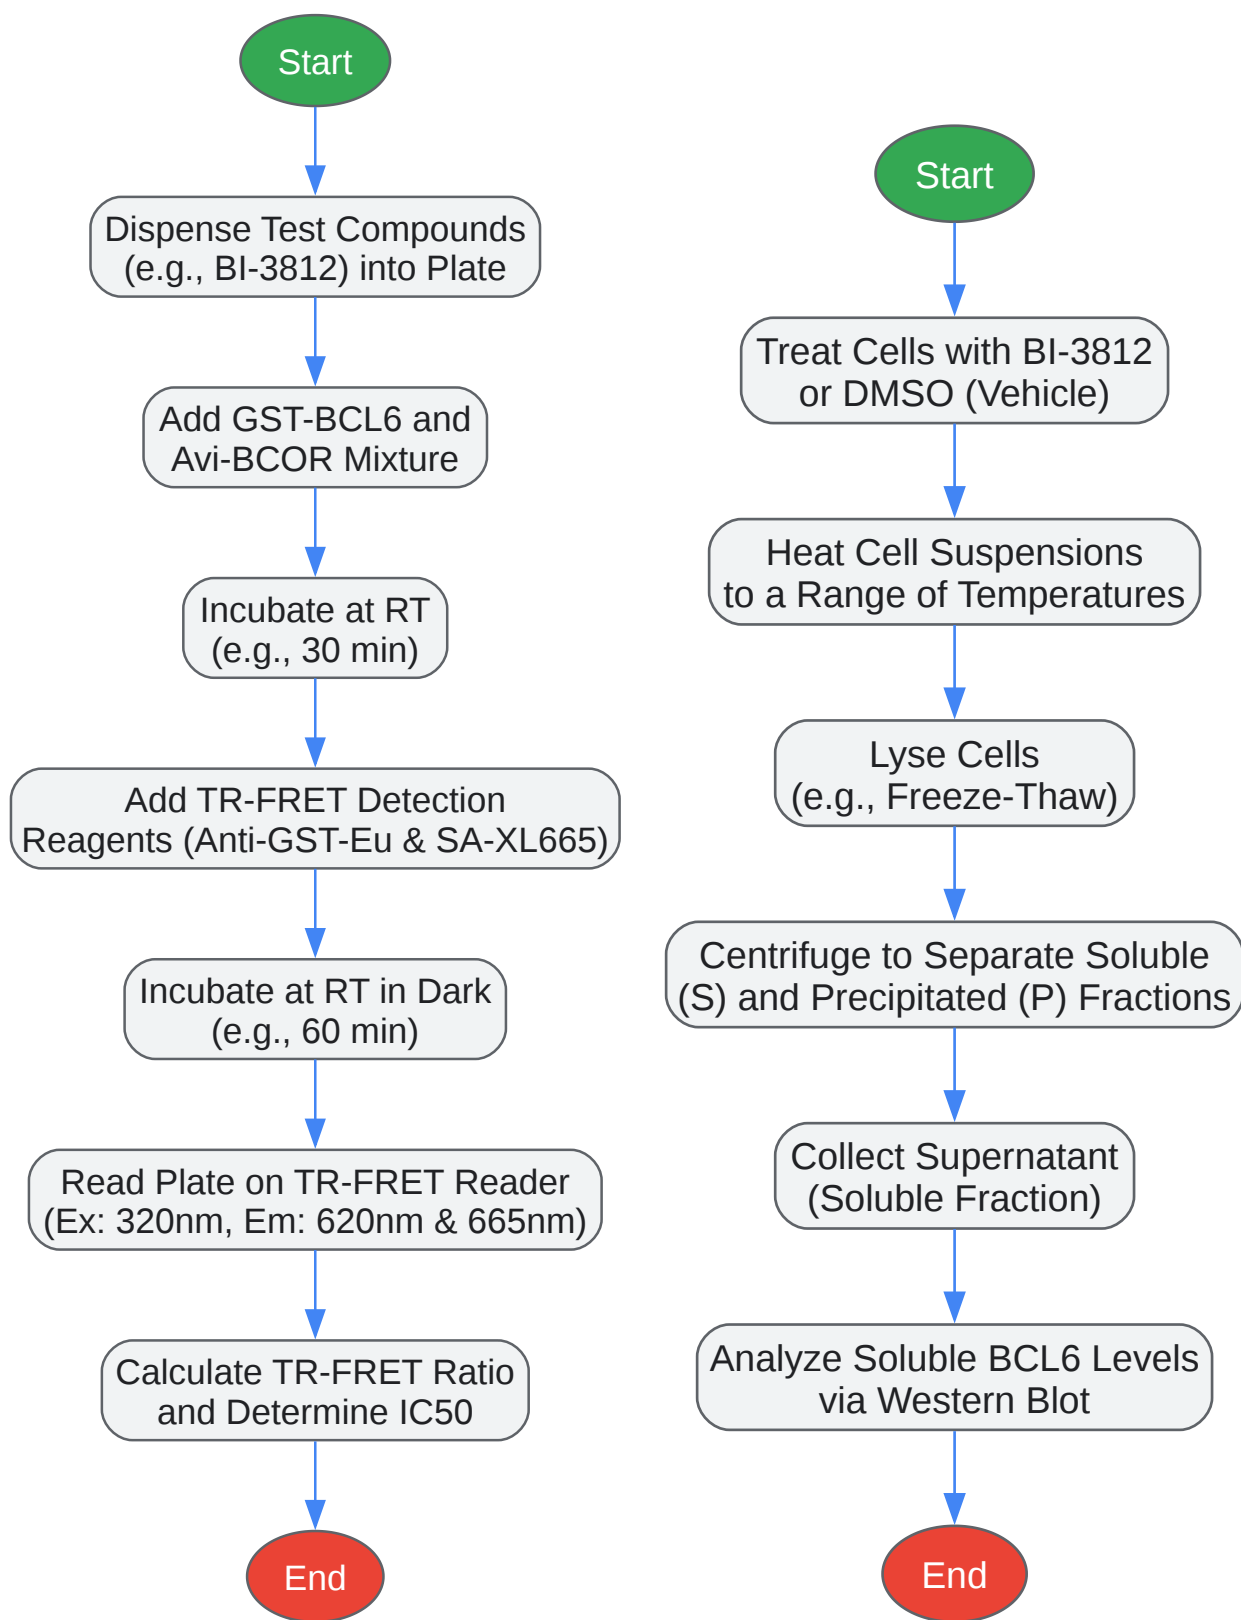 Start
Dispense Test Compounds
(e.g., BI-3812) into Plate
Add GST-BCL6 and
Avi-BCOR Mixture
Incubate at RT
(e.g., 30 min)
Add TR-FRET Detection
Reagents (Anti-GST-Eu & SA-XL665)
Incubate at RT in Dark
(e.g., 60 min)
Read Plate on TR-FRET Reader
(Ex: 320nm, Em: 620nm & 665nm)
Calculate TR-FRET Ratio
and Determine IC50
End
Start
Treat Cells with BI-3812
or DMSO (Vehicle)
Heat Cell Suspensions
to a Range of Temperatures
Lyse Cells
(e.g., Freeze-Thaw)
Centrifuge to Separate Soluble
(S) and Precipitated (P) Fractions
Collect Supernatant
(Soluble Fraction)
Analyze Soluble BCL6 Levels
via Western Blot
End